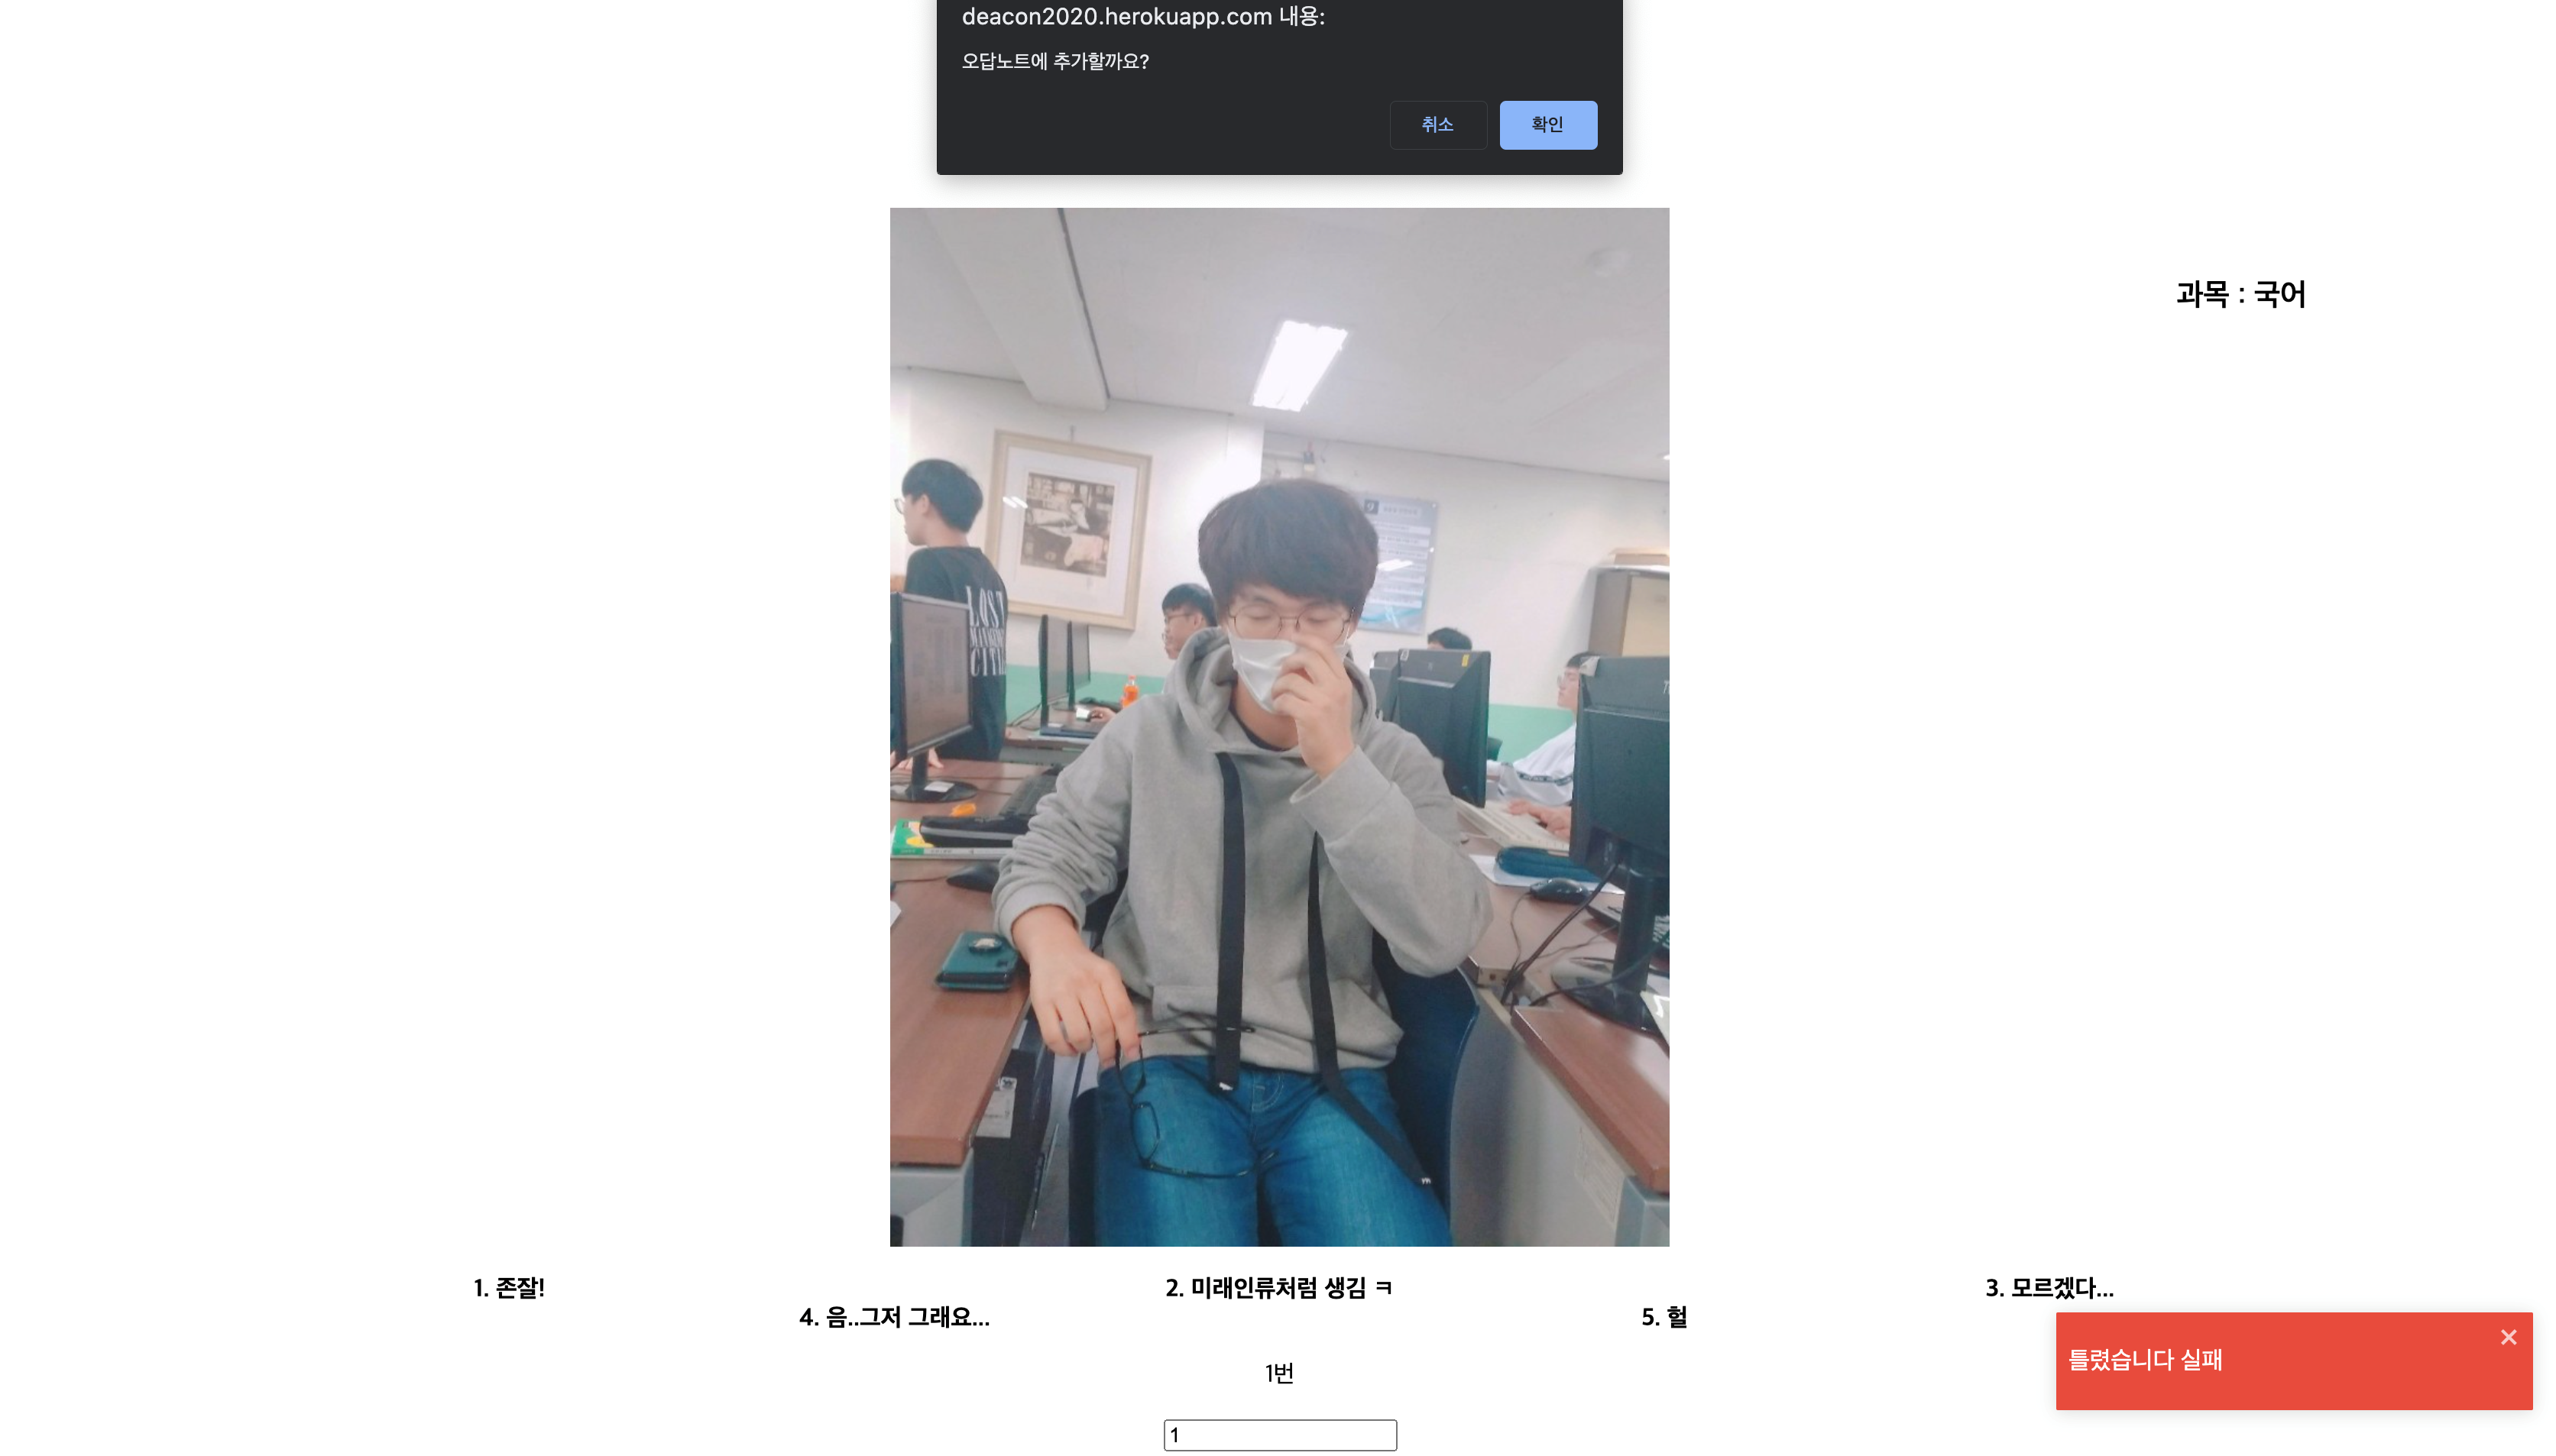 deacon2020.herokuapp.com 내용:
오답노트에 추가할까요?
취소
확인
과목 : 국어
LOST
MANAGEMENT
CITIES
1. 존잘!
2. 미래인류처럼 생김 ㅋ
3. 모르겠다...
4. 음..그저 그래요...
5. 헐
틀렸습니다 실패
1번
1